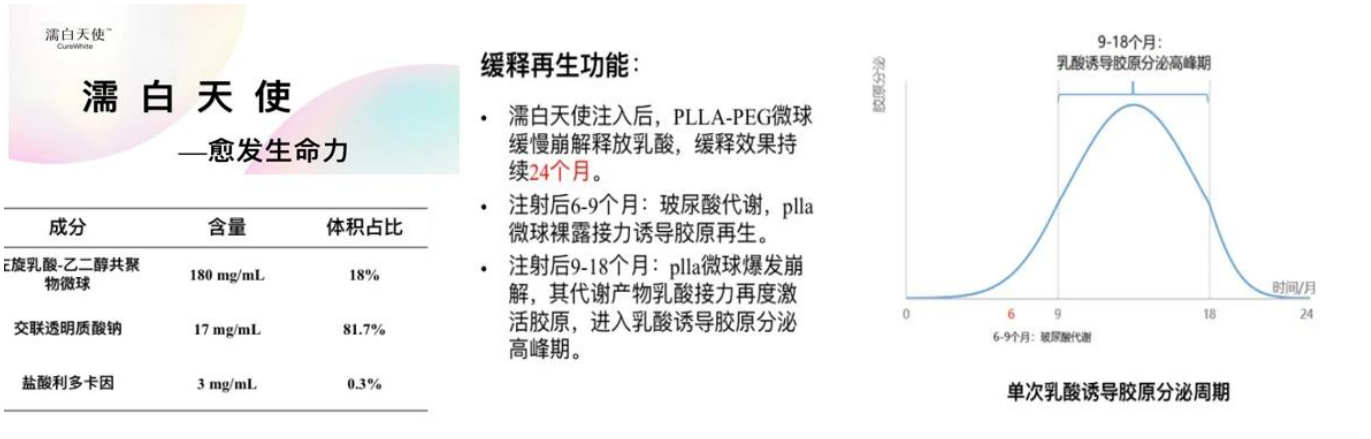 濡白天使™
CureWhite
濡白天使
—愈发生命力
成分 含量 体积占比
左旋乳酸-乙二醇共聚
物微球 180 mg/mL 18%
交联透明质酸钠 17 mg/mL 81.7%
盐酸利多卡因 3 mg/mL 0.3%
缓释再生功能：
• 濡白天使注入后，PLLA-PEG微球
缓慢崩解释放乳酸，缓释效果持
续24个月。
• 注射后6-9个月：玻尿酸代谢，plla
微球裸露接力诱导胶原再生。
• 注射后9-18个月：plla微球爆发崩
解，其代谢产物乳酸接力再度激
活胶原，进入乳酸诱导胶原分泌
高峰期。
9-18个月：
乳酸诱导胶原分泌高峰期
胶原分泌
时间/月
0 6 9 18 24
6-9个月：玻尿酸代谢
单次乳酸诱导胶原分泌周期